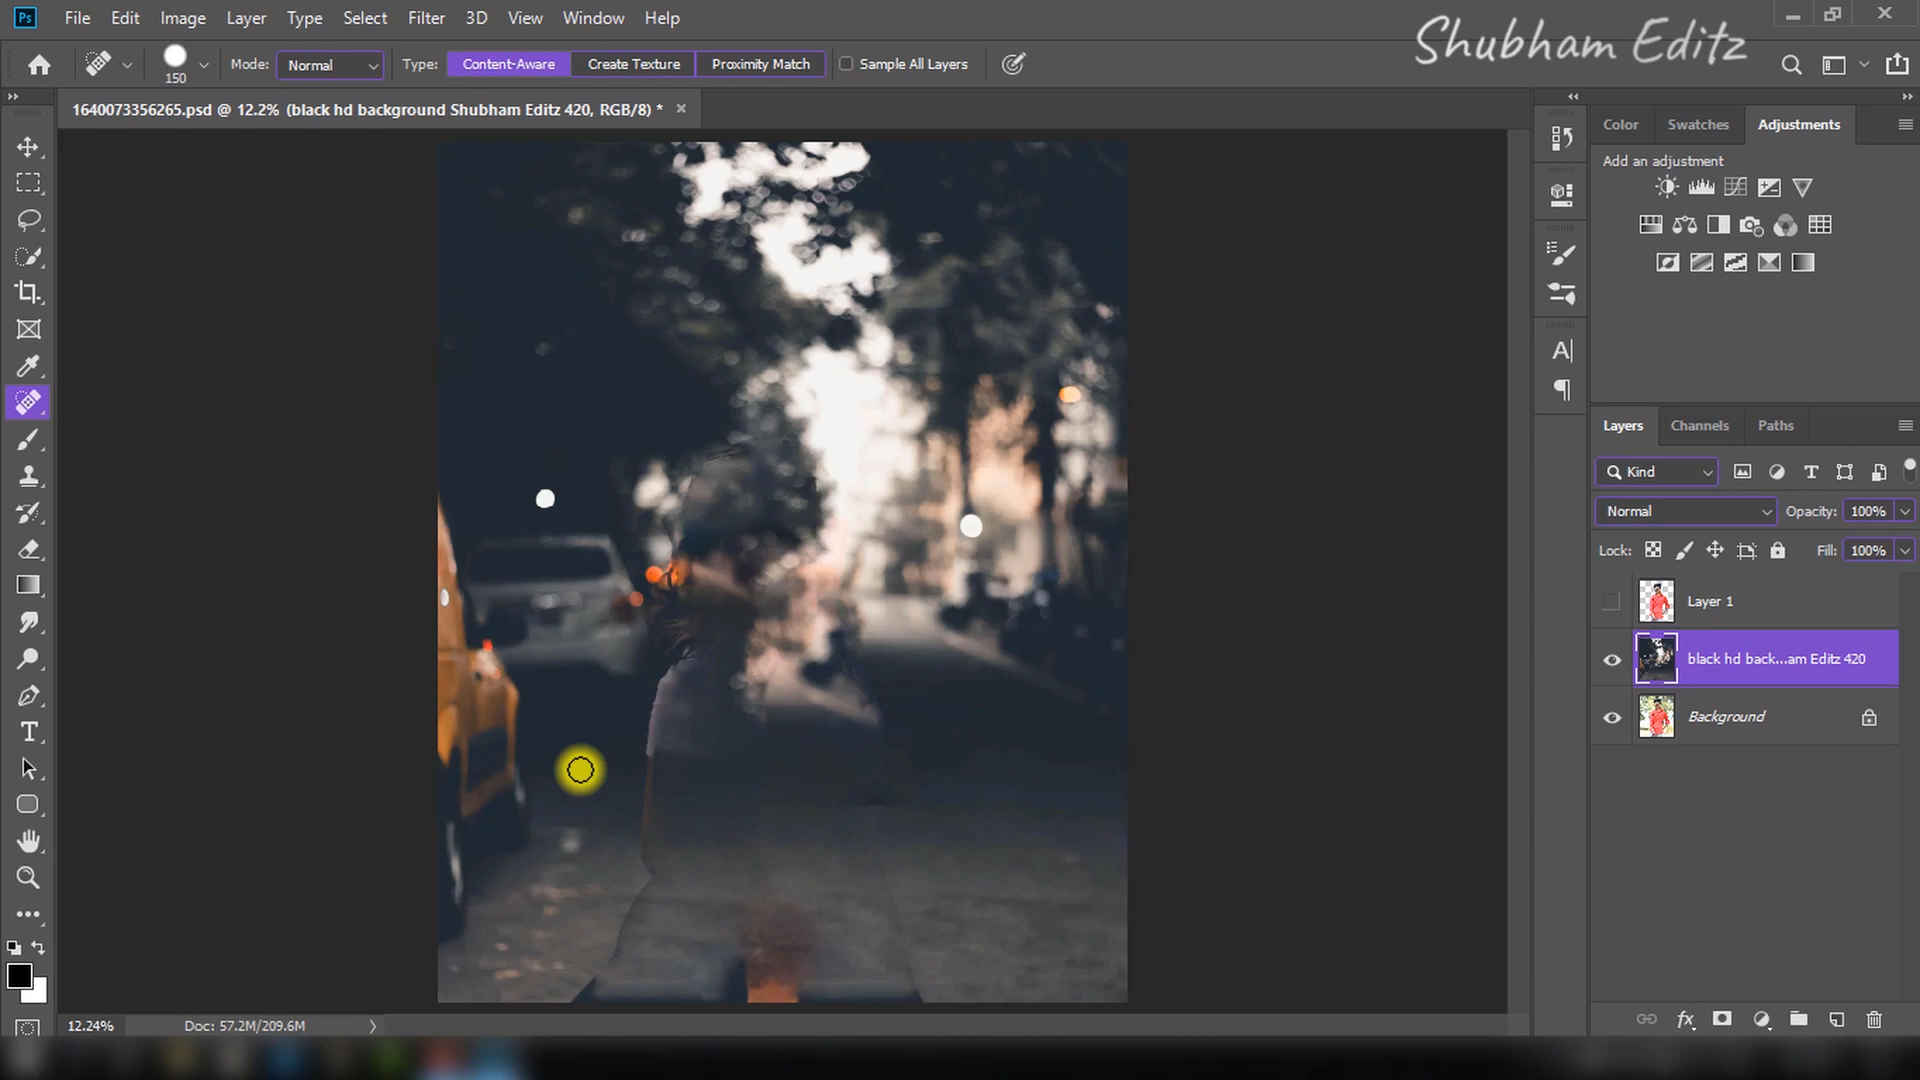 Ps File Edit Image Layer Type Select Filter 3D View Window Help
Shubham Editz
150 Mode: Normal Type: Content-Aware Create Texture Proximity Match Sample All Layers
1640073356265.psd @ 12.2% (black hd background Shubham Editz 420, RGB/8) * ×
Color Swatches Adjustments
Add an adjustment
Layers Channels Paths
Kind
Normal Opacity: 100%
Lock: Fill: 100%
Layer 1
black hd back...am Editz 420
Background
12.24% Doc: 57.2M/209.6M